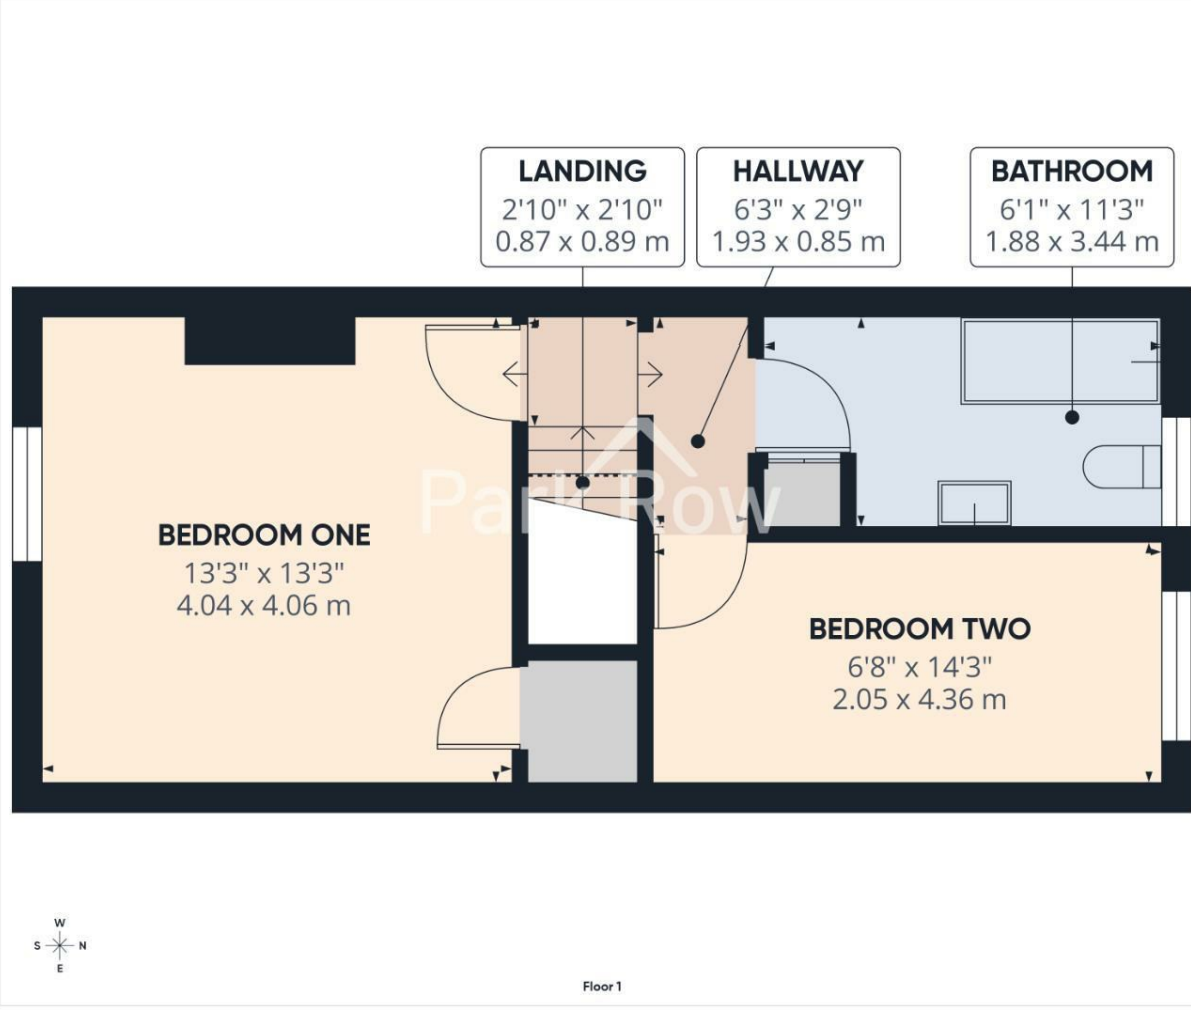 LANDING
2'10" x 2'10"
0.87 x 0.89 m
HALLWAY
6'3" x 2'9"
1.93 x 0.85 m
BATHROOM
6'1" x 11'3"
1.88 x 3.44 m
Park Row
BEDROOM ONE
13'3" x 13'3"
4.04 x 4.06 m
BEDROOM TWO
6'8" x 14'3"
2.05 x 4.36 m
W
S N
E
Floor 1